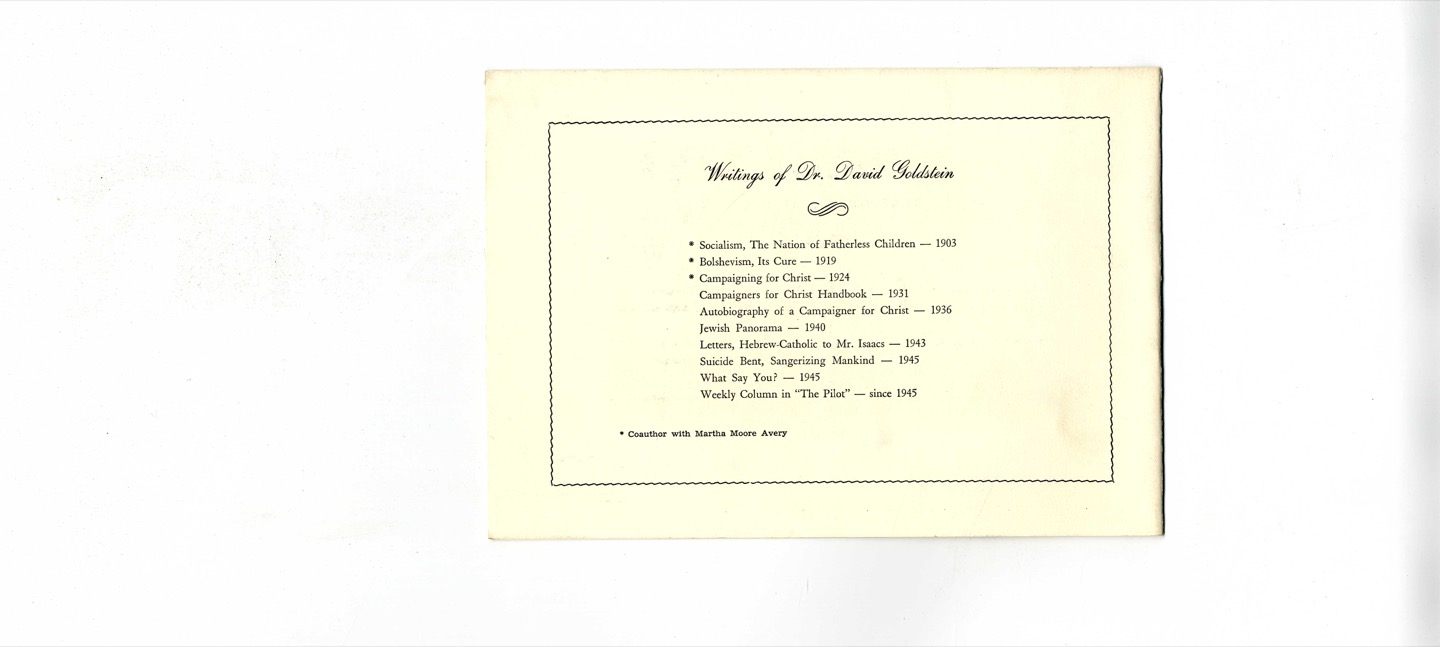 Writings of Dr. David Goldstein
* Socialism, The Nation of Fatherless Children — 1903
* Bolshevism, Its Cure — 1919
* Campaigning for Christ — 1924
Campaigners for Christ Handbook — 1931
Autobiography of a Campaigner for Christ — 1936
Jewish Panorama — 1940
Letters, Hebrew-Catholic to Mr. Isaacs — 1943
Suicide Bent, Sangerizing Mankind — 1945
What Say You? — 1945
Weekly Column in “The Pilot” — since 1945
* Coauthor with Martha Moore Avery